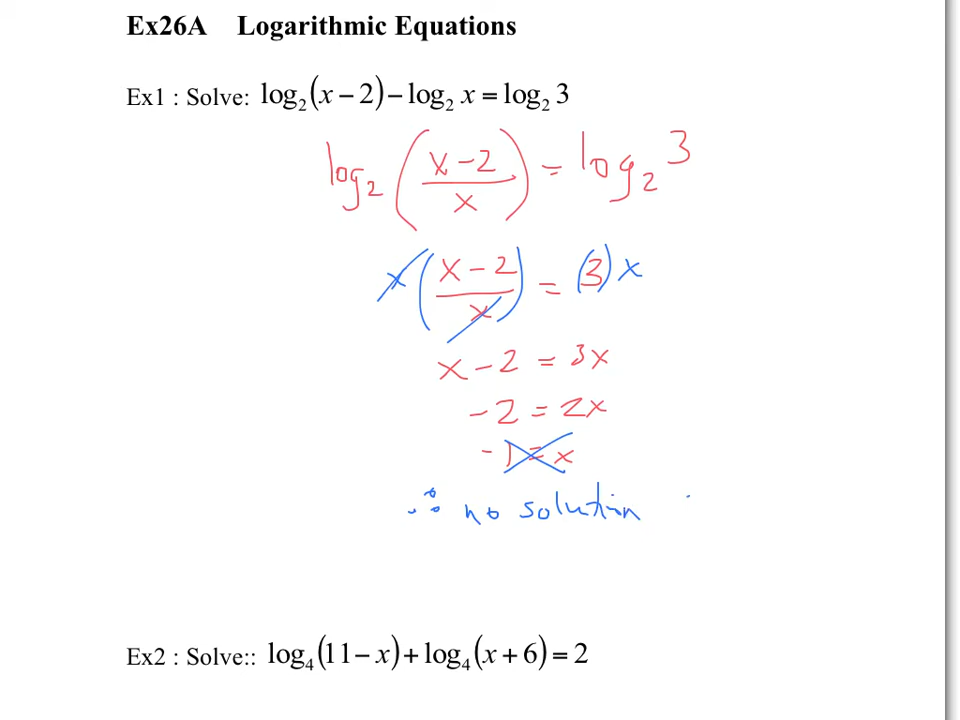 Ex26A Logarithmic Equations
Ex1 : Solve: log₂(x − 2) − log₂ x = log₂ 3
log₂ ((x − 2)/x) = log₂ 3
x ((x − 2)/x) = (3) x
x − 2 = 3x
−2 = 2x
−1 = x
∴ no solution
Ex2 : Solve:: log₄(11 − x) + log₄(x + 6) = 2